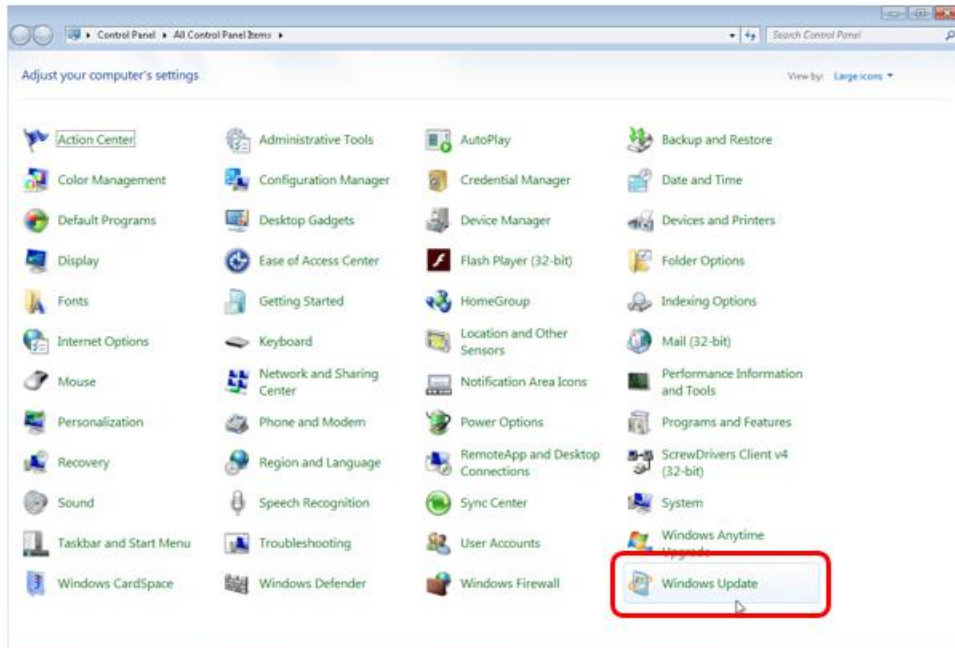 Control Panel ▸ All Control Panel Items ▸
Search Control Panel
Adjust your computer's settings
View by: Large icons
Action Center
Administrative Tools
AutoPlay
Backup and Restore
Color Management
Configuration Manager
Credential Manager
Date and Time
Default Programs
Desktop Gadgets
Device Manager
Devices and Printers
Display
Ease of Access Center
Flash Player (32-bit)
Folder Options
Fonts
Getting Started
HomeGroup
Indexing Options
Internet Options
Keyboard
Location and Other
Sensors
Mail (32-bit)
Mouse
Network and Sharing
Center
Notification Area Icons
Performance Information
and Tools
Personalization
Phone and Modem
Power Options
Programs and Features
Recovery
Region and Language
RemoteApp and Desktop
Connections
ScrewDrivers Client v4
(32-bit)
Sound
Speech Recognition
Sync Center
System
Taskbar and Start Menu
Troubleshooting
User Accounts
Windows Anytime
Upgrade
Windows CardSpace
Windows Defender
Windows Firewall
Windows Update